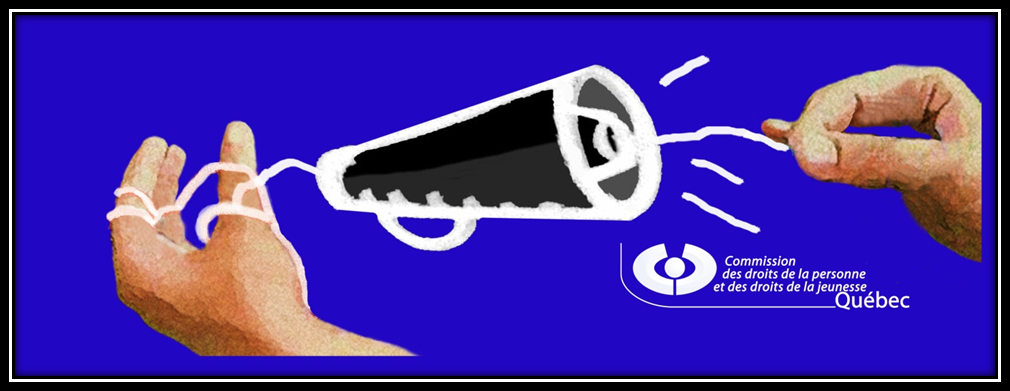 Commission
des droits de la personne
et des droits de la jeunesse
Québec